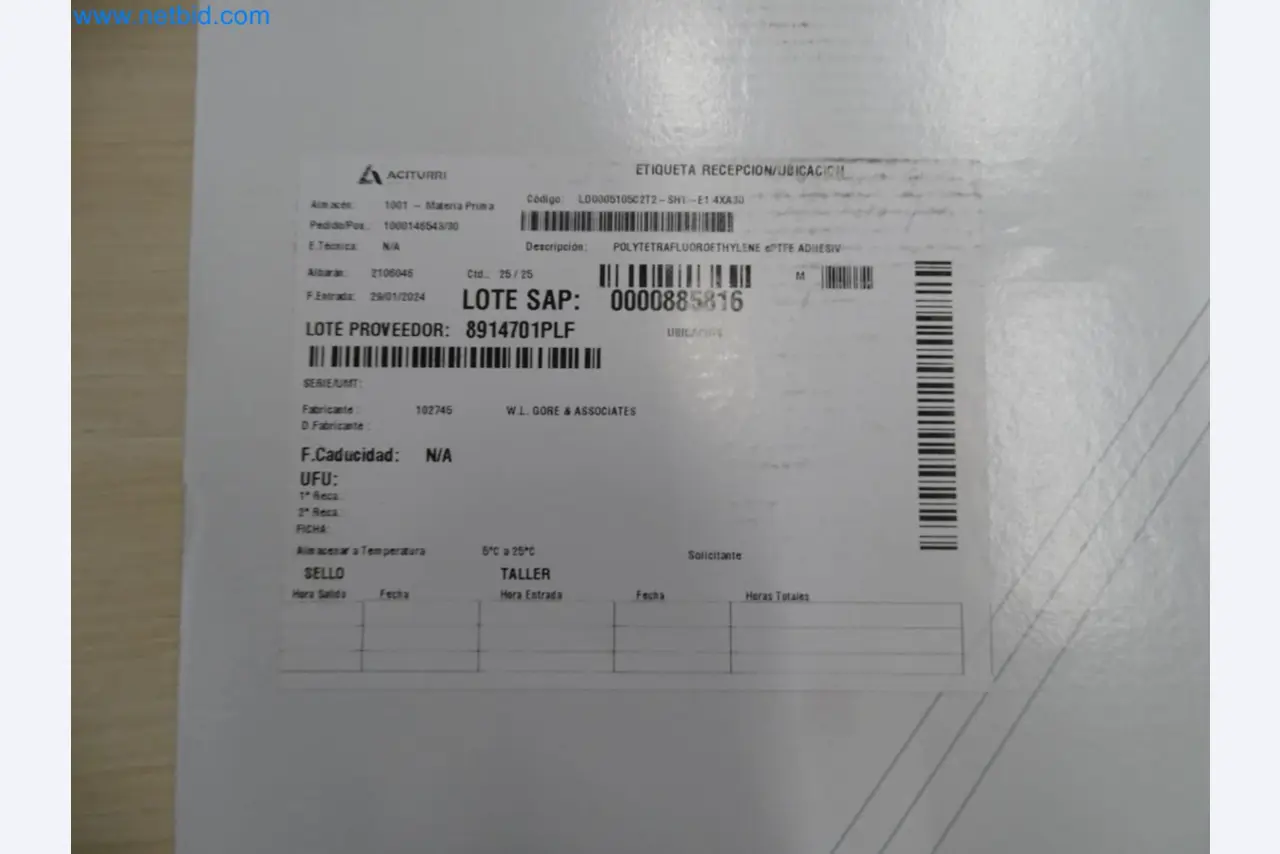 www.netbid.com
ACITURRI
ETIQUETA RECEPCION/UBICACION
Almacén: 1001 - Materia Prima
Código: LD0005105C2T2-SHT-E1.4XA30
Pedido/Pos.: 1000146543/30
E.Técnica: N/A
Descripción: POLYTETRAFLUOROETHYLENE ePTFE ADHESIV
Albarán: 2106046
Ctd.: 25 / 25
M
F.Entrada: 29/01/2024
LOTE SAP: 0000885816
LOTE PROVEEDOR: 8914701PLF
UBICACION
SERIE/UMT:
Fabricante : 102745 W.L. GORE & ASSOCIATES
D.Fabricante :
F.Caducidad: N/A
UFU:
1ª Reca.
2ª Reca.
FICHA:
Almacenar a Temperatura 5ºC a 25ºC
Solicitante
SELLO TALLER
Hora Salida Fecha Hora Entrada Fecha Horas Totales